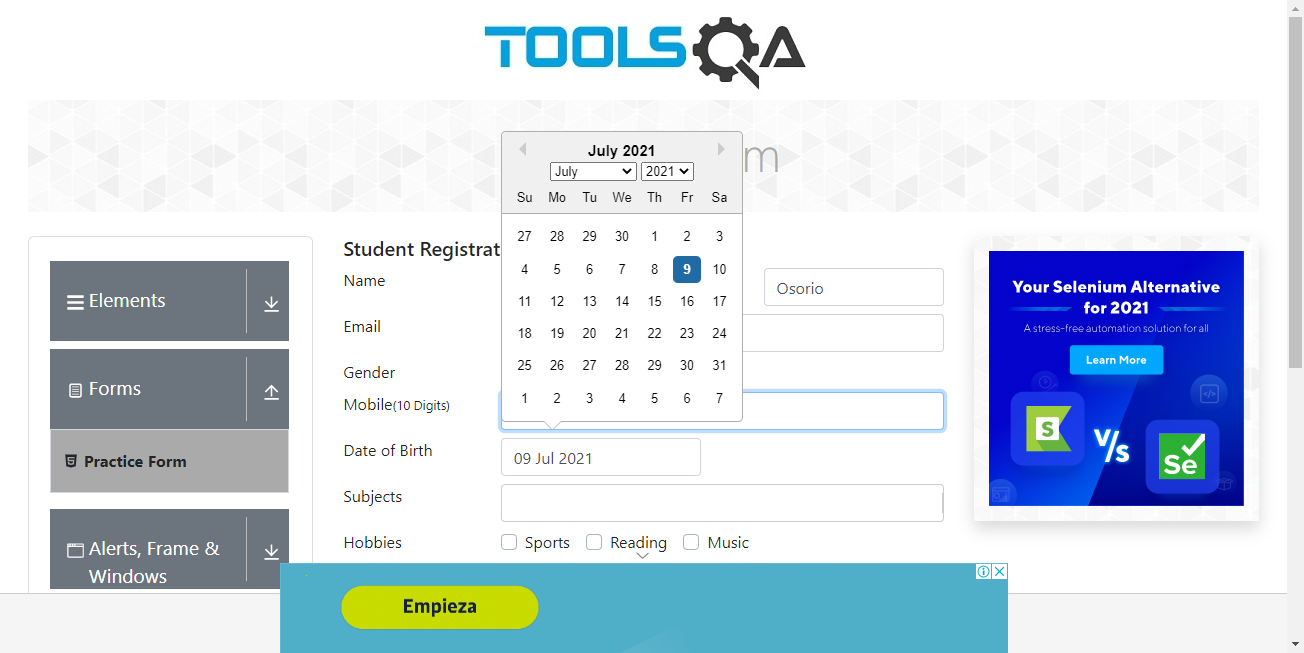 TOOLSQA
m
July 2021
July 2021
Su Mo Tu We Th Fr Sa
27 28 29 30 1 2 3
4 5 6 7 8 9 10
11 12 13 14 15 16 17
18 19 20 21 22 23 24
25 26 27 28 29 30 31
1 2 3 4 5 6 7
Elements
Forms
Practice Form
Alerts, Frame &
Windows
Student Registrat
Name
Osorio
Email
Gender
Mobile(10 Digits)
Date of Birth
09 Jul 2021
Subjects
Hobbies
Sports
Reading
Music
Your Selenium Alternative
for 2021
A stress-free automation solution for all
Learn More
S
V/s
Se
Empieza